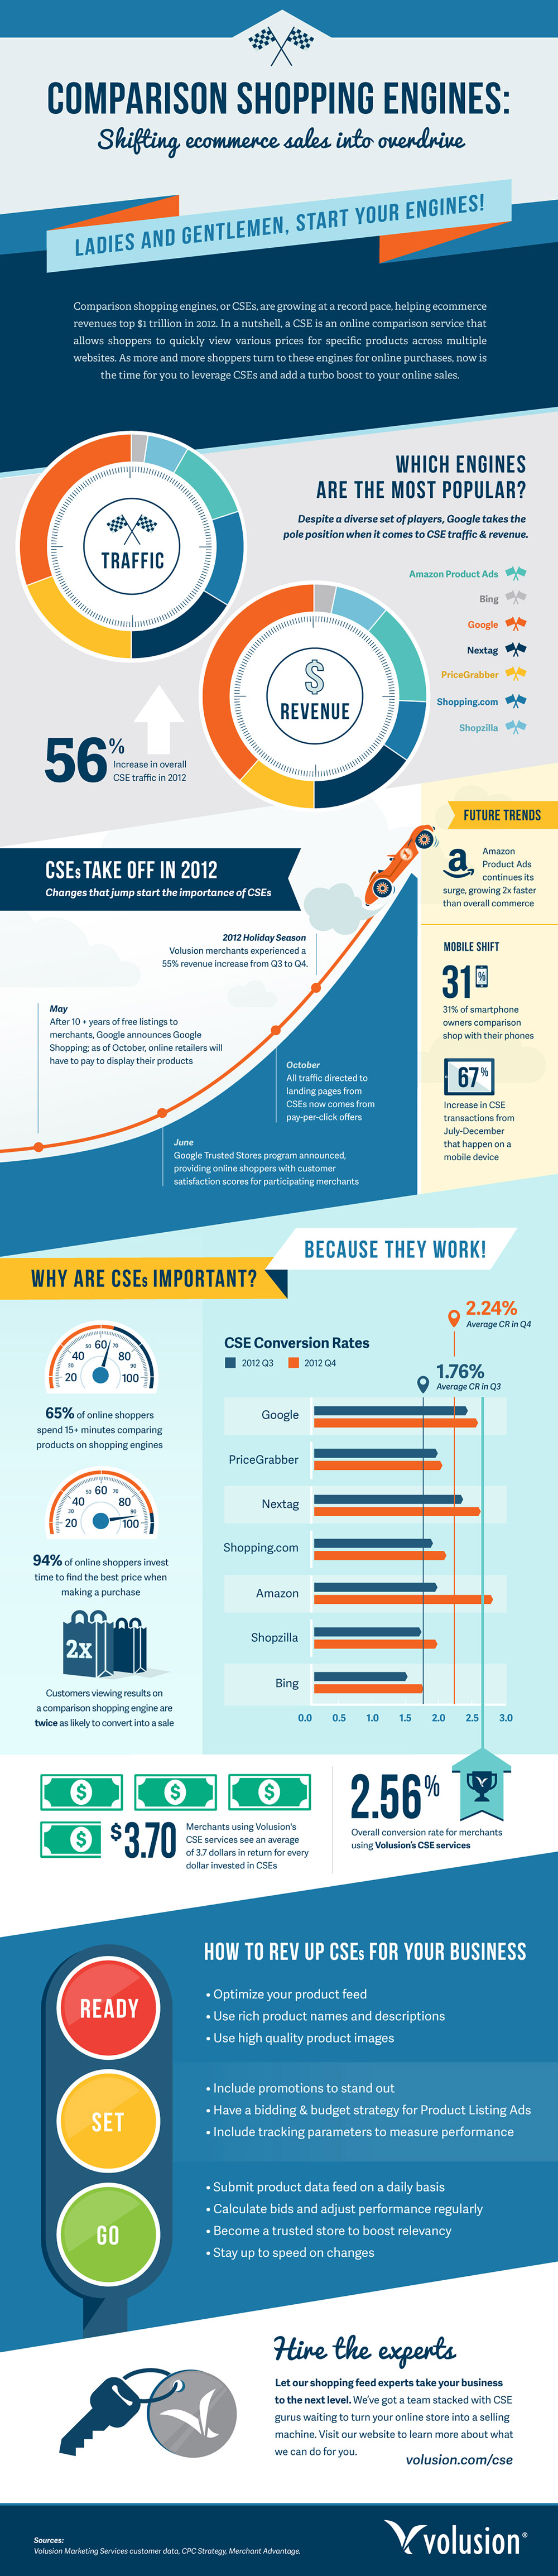 COMPARISON SHOPPING ENGINES:
Shifting ecommerce sales into overdrive
LADIES AND GENTLEMEN, START YOUR ENGINES!
Comparison shopping engines, or CSEs, are growing at a record pace, helping ecommerce
revenues top $1 trillion in 2012. In a nutshell, a CSE is an online comparison service that
allows shoppers to quickly view various prices for specific products across multiple
websites. As more and more shoppers turn to these engines for online purchases, now is
the time for you to leverage CSEs and add a turbo boost to your online sales.
WHICH ENGINES
ARE THE MOST POPULAR?
Despite a diverse set of players, Google takes the
pole position when it comes to CSE traffic & revenue.
TRAFFIC
Amazon Product Ads
Bing
Google
Nextag
PriceGrabber
Shopping.com
Shopzilla
$
REVENUE
56%
Increase in overall
CSE traffic in 2012
CSEs TAKE OFF IN 2012
Changes that jump start the importance of CSEs
2012 Holiday Season
Volusion merchants experienced a
55% revenue increase from Q3 to Q4.
May
After 10 + years of free listings to
merchants, Google announces Google
Shopping; as of October, online retailers will
have to pay to display their products
October
All traffic directed to
landing pages from
CSEs now comes from
pay-per-click offers
June
Google Trusted Stores program announced,
providing online shoppers with customer
satisfaction scores for participating merchants
FUTURE TRENDS
a
Amazon
Product Ads
continues its
surge, growing 2x faster
than overall commerce
MOBILE SHIFT
31%
31% of smartphone
owners comparison
shop with their phones
67%
Increase in CSE
transactions from
July-December
that happen on a
mobile device
WHY ARE CSEs IMPORTANT?
BECAUSE THEY WORK!
20 30 40 50 60 70 80 90 100
65% of online shoppers
spend 15+ minutes comparing
products on shopping engines
20 30 40 50 60 70 80 90 100
94% of online shoppers invest
time to find the best price when
making a purchase
2x
Customers viewing results on
a comparison shopping engine are
twice as likely to convert into a sale
2.24%
Average CR in Q4
CSE Conversion Rates
2012 Q3 2012 Q4
1.76%
Average CR in Q3
Google
PriceGrabber
Nextag
Shopping.com
Amazon
Shopzilla
Bing
0.0 0.5 1.0 1.5 2.0 2.5 3.0
$ $ $
$ $3.70
Merchants using Volusion's
CSE services see an average
of 3.7 dollars in return for every
dollar invested in CSEs
2.56%
Overall conversion rate for merchants
using Volusion's CSE services
HOW TO REV UP CSEs FOR YOUR BUSINESS
READY
• Optimize your product feed
• Use rich product names and descriptions
• Use high quality product images
SET
• Include promotions to stand out
• Have a bidding & budget strategy for Product Listing Ads
• Include tracking parameters to measure performance
GO
• Submit product data feed on a daily basis
• Calculate bids and adjust performance regularly
• Become a trusted store to boost relevancy
• Stay up to speed on changes
Hire the experts
Let our shopping feed experts take your business
to the next level. We've got a team stacked with CSE
gurus waiting to turn your online store into a selling
machine. Visit our website to learn more about what
we can do for you.
volusion.com/cse
Sources:
Volusion Marketing Services customer data, CPC Strategy, Merchant Advantage.
volusion®